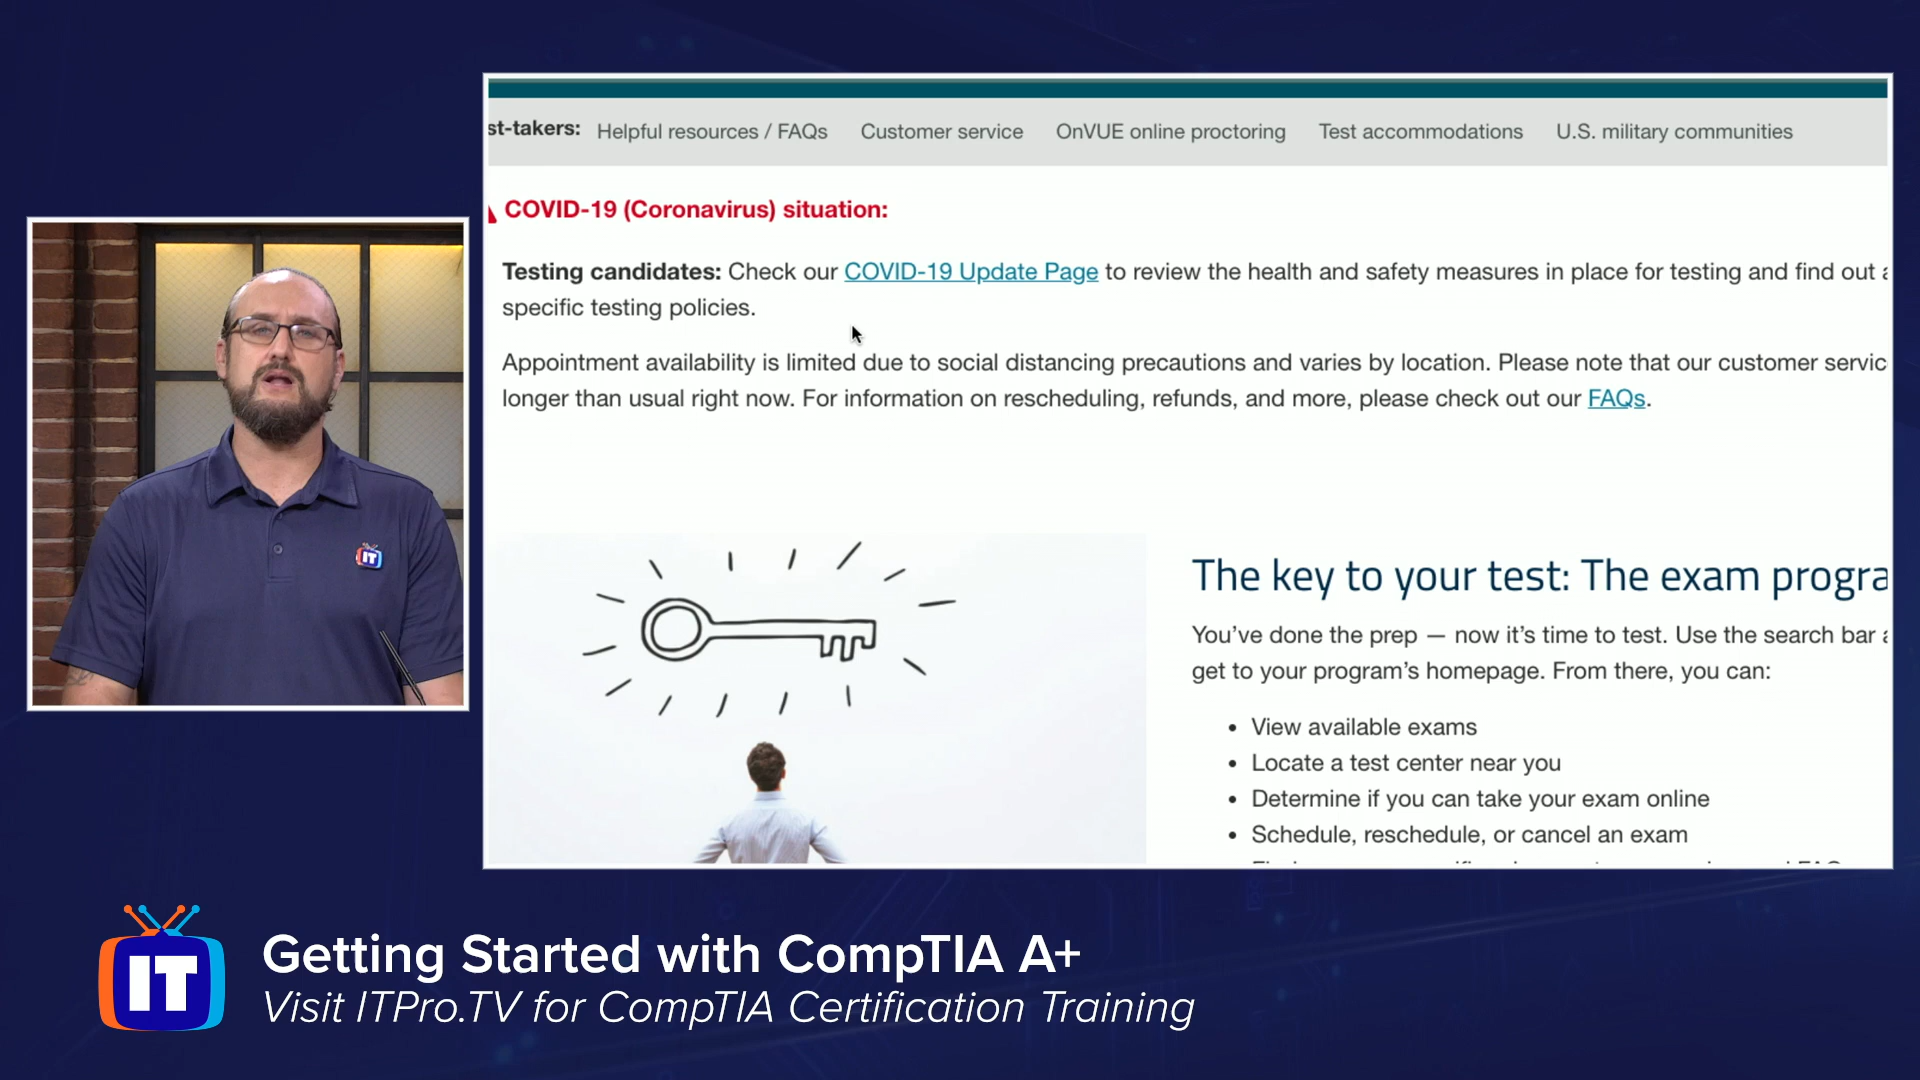 st-takers: Helpful resources / FAQs Customer service OnVUE online proctoring Test accommodations U.S. military communities
COVID-19 (Coronavirus) situation:
Testing candidates: Check our COVID-19 Update Page to review the health and safety measures in place for testing and find out
specific testing policies.
Appointment availability is limited due to social distancing precautions and varies by location. Please note that our customer servic
longer than usual right now. For information on rescheduling, refunds, and more, please check out our FAQs.
The key to your test: The exam progra
You've done the prep — now it's time to test. Use the search bar
get to your program's homepage. From there, you can:
• View available exams
• Locate a test center near you
• Determine if you can take your exam online
• Schedule, reschedule, or cancel an exam
IT
IT
Getting Started with CompTIA A+
Visit ITPro.TV for CompTIA Certification Training